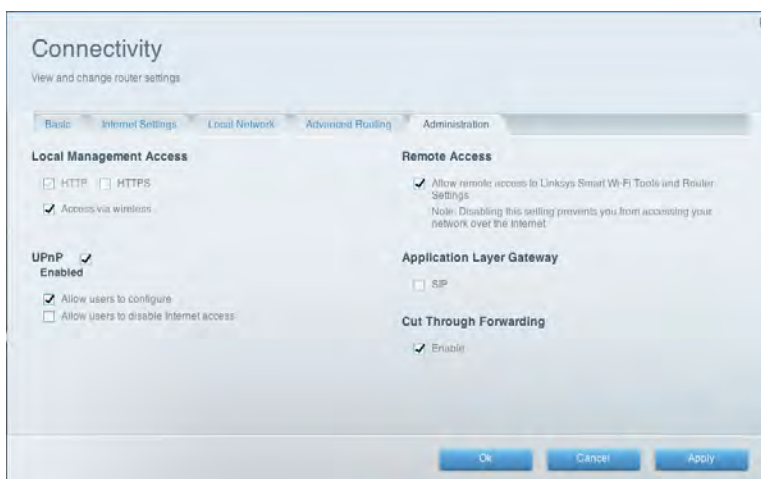 Connectivity
View and change router settings
Basic Internet Settings Local Network Advanced Routing Administration
Local Management Access
HTTP HTTPS
Access via wireless
UPnP
Enabled
Allow users to configure
Allow users to disable Internet access
Remote Access
Allow remote access to Linksys Smart Wi-Fi Tools and Router
Settings
Note: Disabling this setting prevents you from accessing your
network over the Internet
Application Layer Gateway
SIP
Cut Through Forwarding
Enable
Ok Cancel Apply